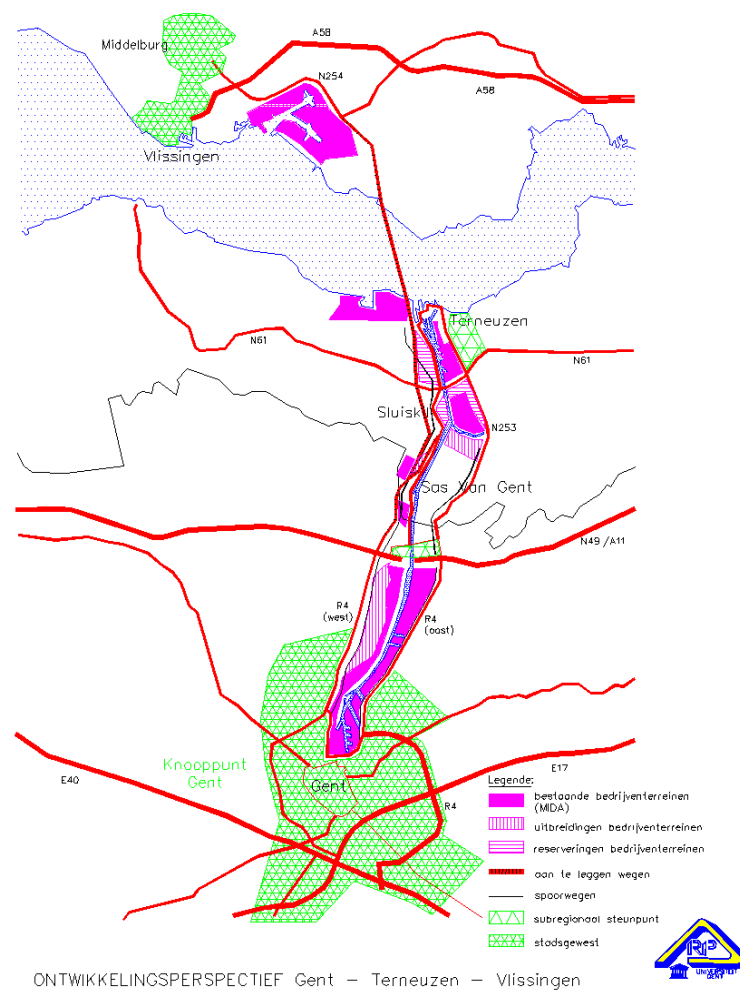 A58
Middelburg
N254
A58
Vlissingen
Terneuzen
N61
N61
Sluiskil
N253
Sas Van Gent
N49/A11
R4
(west)
R4
(oost)
Knooppunt
Gent
E17
E40
Gent
R4
Legende:
bestaande bedrijventerreinen
(MIDA)
uitbreidingen bedrijventerreinen
reserveringen bedrijventerreinen
aan te leggen wegen
spoorwegen
subregionaal steunpunt
stadsgewest
UNIVERSITEIT
GENT
ONTWIKKELINGSPERSPECTIEF Gent - Terneuzen - Vlissingen